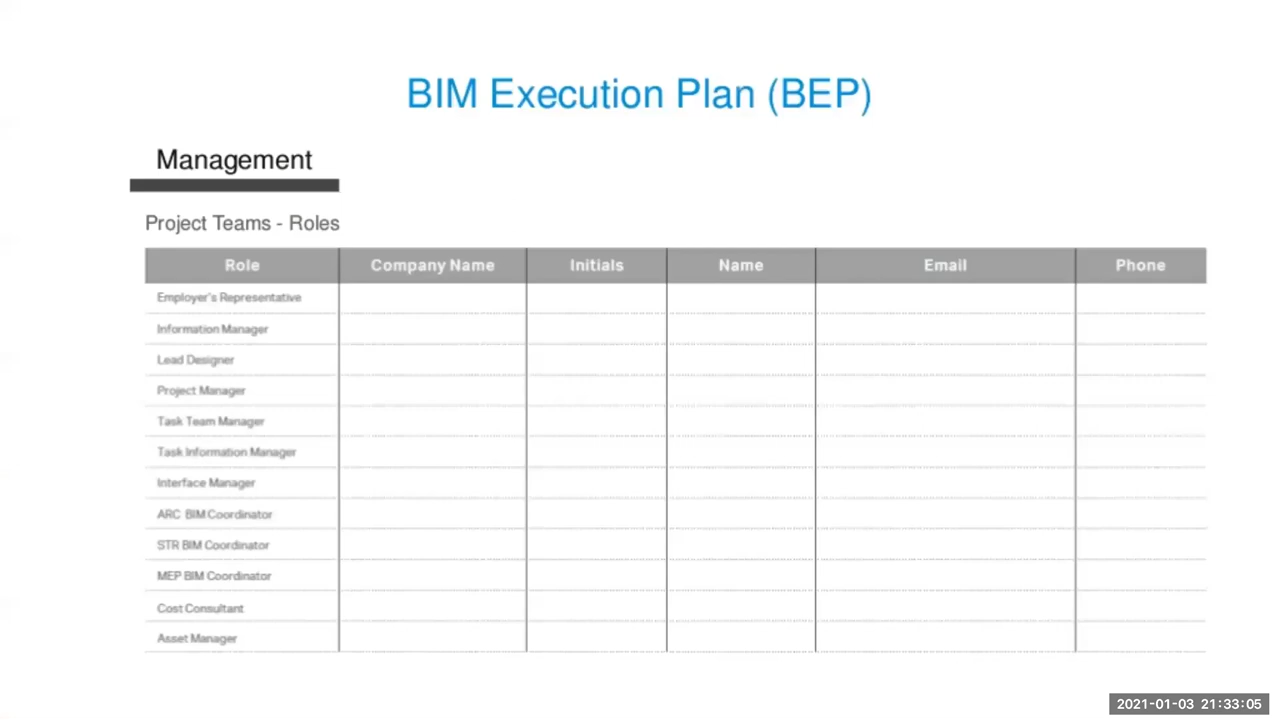 BIM Execution Plan (BEP)
Management
Project Teams - Roles
Role Company Name Initials Name Email Phone
Employer's Representative
Information Manager
Lead Designer
Project Manager
Task Team Manager
Task Information Manager
Interface Manager
ARC BIM Coordinator
STR BIM Coordinator
MEP BIM Coordinator
Cost Consultant
Asset Manager
2021-01-03 21:33:05